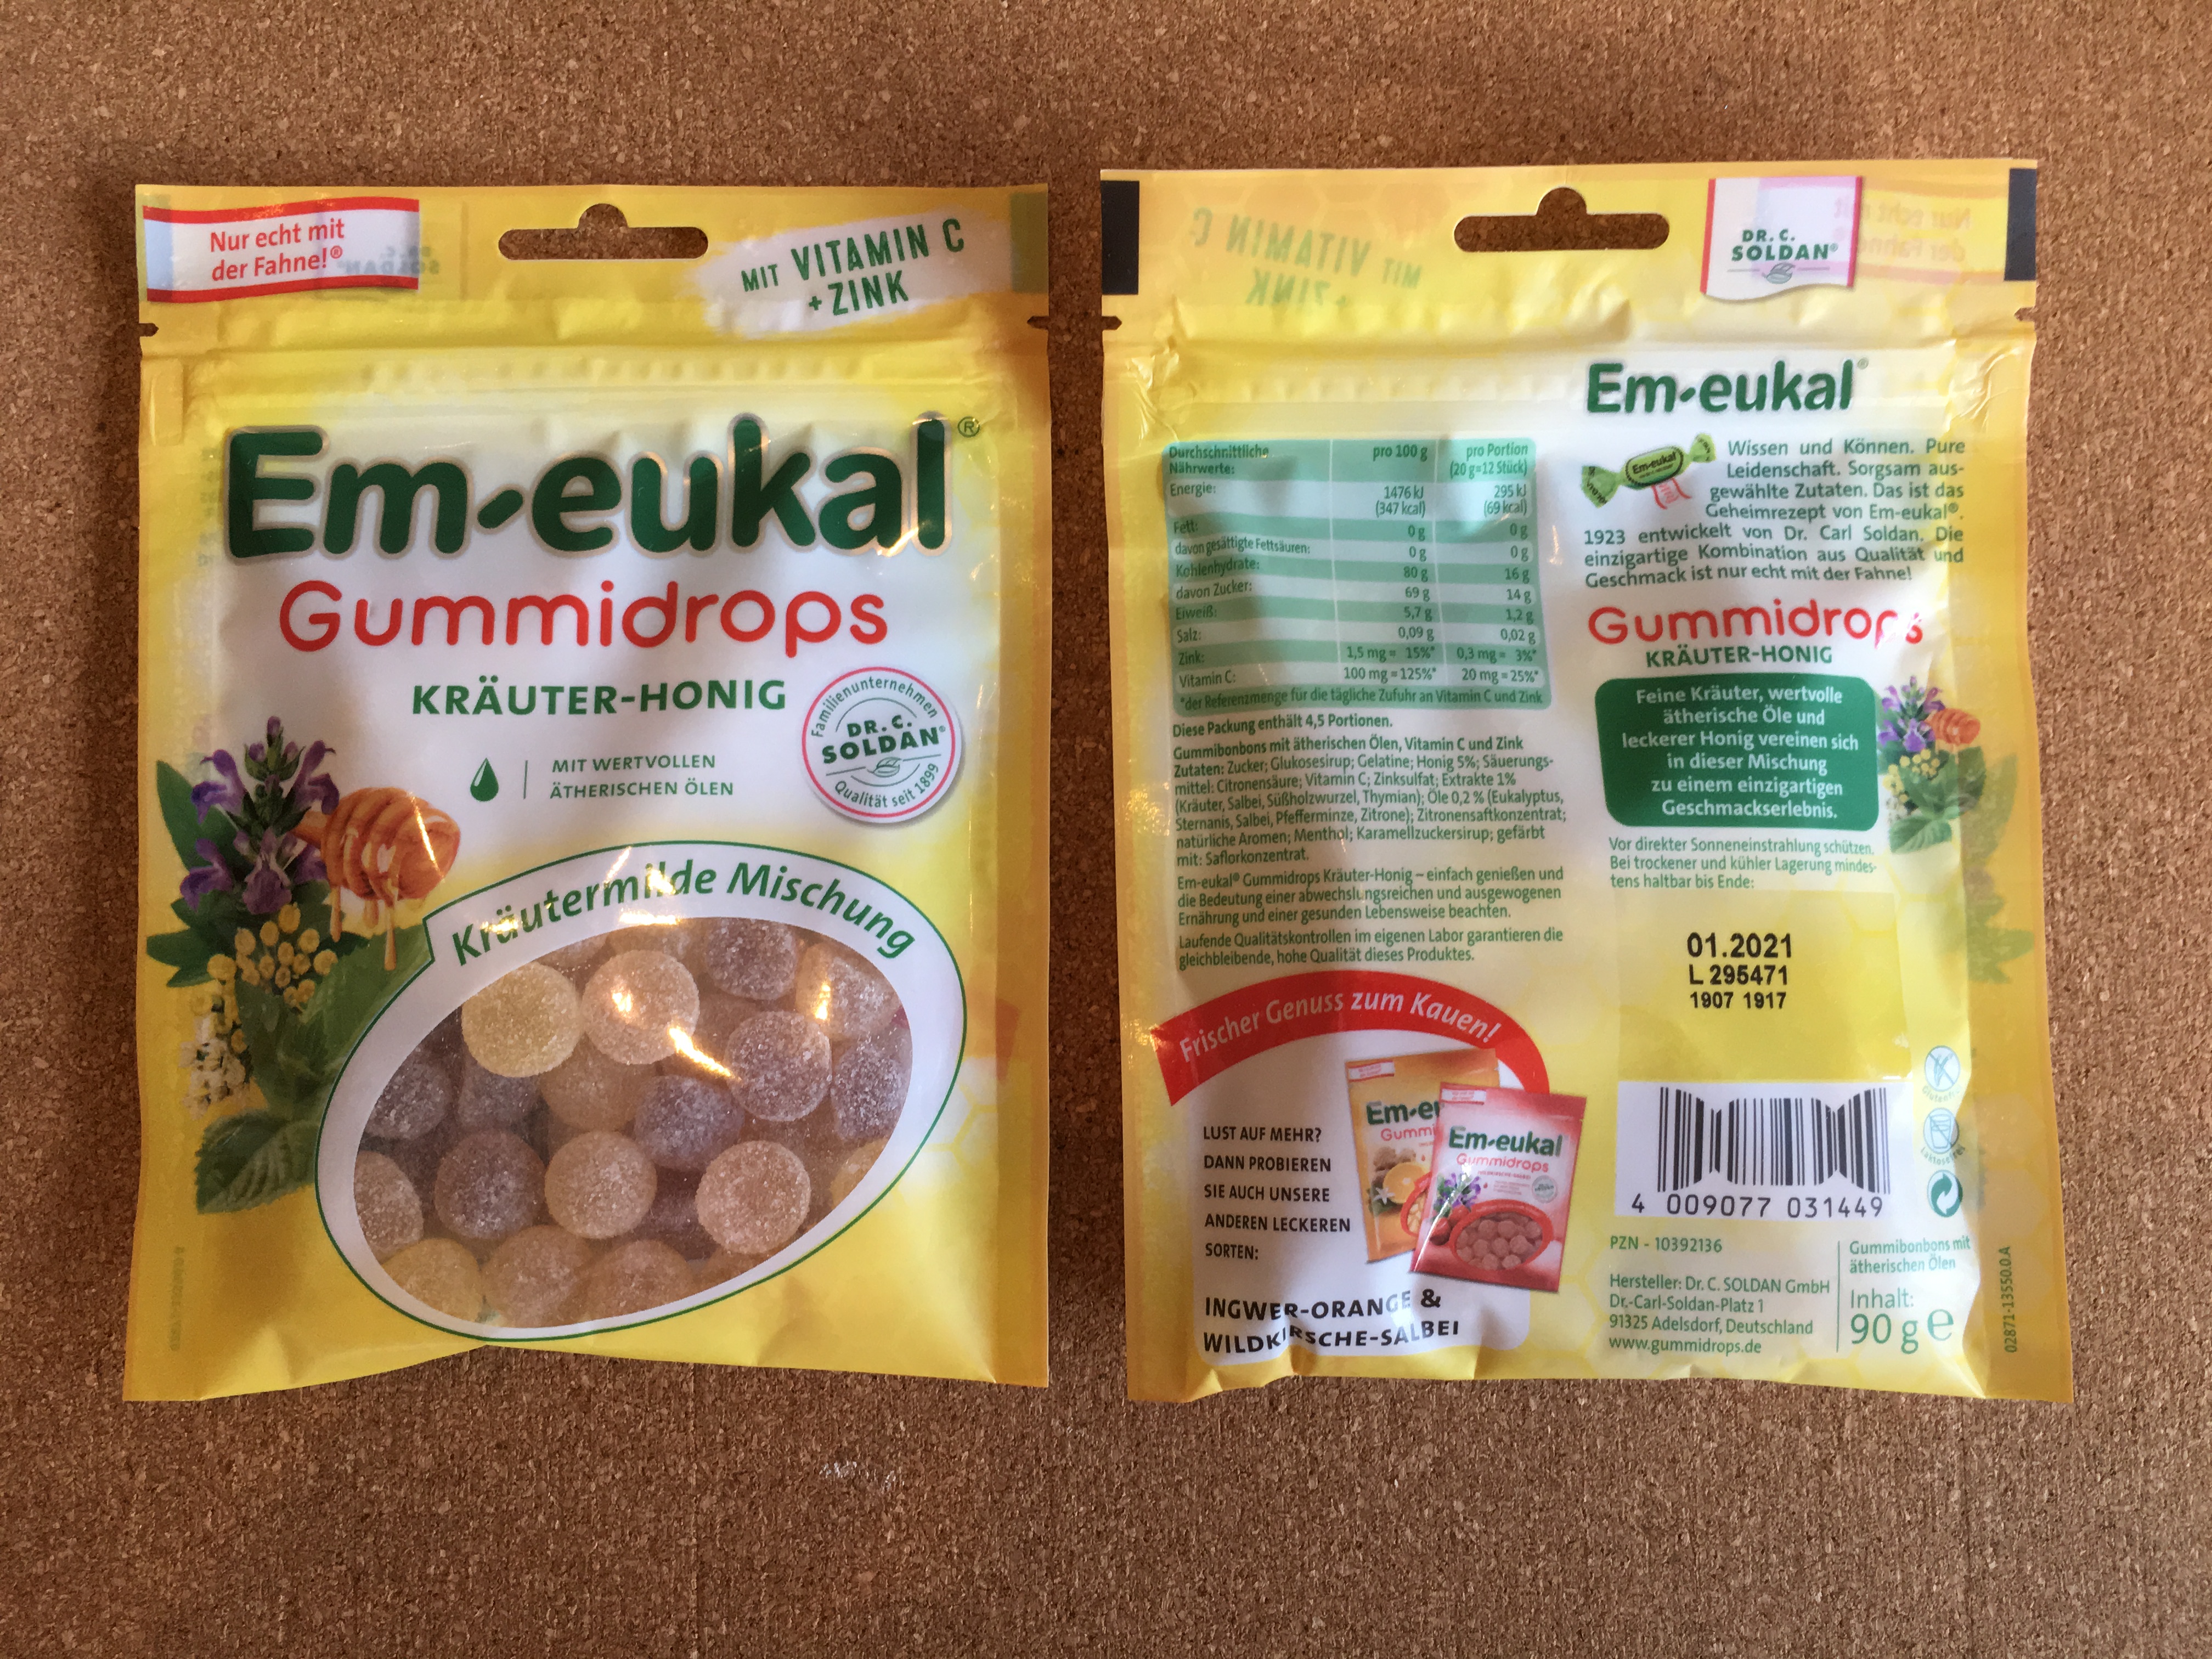 Nur echt mit
der Fahne!®
MIT VITAMIN C
+ ZINK
Em-eukal®
Gummidrops
KRÄUTER-HONIG
MIT WERTVOLLEN
ÄTHERISCHEN ÖLEN
Familienunternehmen
DR. C.
SOLDAN®
Qualität seit 1899
Kräutermilde Mischung
DR. C.
SOLDAN®
Em-eukal®
Durchschnittliche Nährwerte: pro 100 g pro Portion (20 g=12 Stück)
Energie: 1476 kJ (347 kcal) 295 kJ (69 kcal)
Fett: 0 g 0 g
davon gesättigte Fettsäuren: 0 g 0 g
Kohlenhydrate: 80 g 16 g
davon Zucker: 69 g 14 g
Eiweiß: 5,7 g 1,2 g
Salz: 0,09 g 0,02 g
Zink: 1,5 mg = 15%* 0,3 mg = 3%*
Vitamin C: 100 mg = 125%* 20 mg = 25%*
*der Referenzmenge für die tägliche Zufuhr an Vitamin C und Zink
Diese Packung enthält 4,5 Portionen.
Gummibonbons mit ätherischen Ölen, Vitamin C und Zink
Zutaten: Zucker; Glukosesirup; Gelatine; Honig 5%; Säuerungs-
mittel: Citronensäure; Vitamin C; Zinksulfat; Extrakte 1%
(Kräuter, Salbei, Süßholzwurzel, Thymian); Öle 0,2 % (Eukalyptus,
Sternanis, Salbei, Pfefferminze, Zitrone); Zitronensaftkonzentrat;
natürliche Aromen; Menthol; Karamellzuckersirup; gefärbt
mit: Saflorkonzentrat.
Em-eukal® Gummidrops Kräuter-Honig – einfach genießen und
die Bedeutung einer abwechslungsreichen und ausgewogenen
Ernährung und einer gesunden Lebensweise beachten.
Laufende Qualitätskontrollen im eigenen Labor garantieren die
gleichbleibende, hohe Qualität dieses Produktes.
Frischer Genuss zum Kauen!
Em-eukal
Gummidrops
LUST AUF MEHR?
DANN PROBIEREN
SIE AUCH UNSERE
ANDEREN LECKEREN
SORTEN:
INGWER-ORANGE &
WILDKIRSCHE-SALBEI
Em-eukal
Wissen und Können. Pure
Leidenschaft. Sorgsam aus-
gewählte Zutaten. Das ist das
Geheimrezept von Em-eukal®.
1923 entwickelt von Dr. Carl Soldan. Die
einzigartige Kombination aus Qualität und
Geschmack ist nur echt mit der Fahne!
Gummidrops
KRÄUTER-HONIG
Feine Kräuter, wertvolle
ätherische Öle und
leckerer Honig vereinen sich
in dieser Mischung
zu einem einzigartigen
Geschmackserlebnis.
Vor direkter Sonneneinstrahlung schützen.
Bei trockener und kühler Lagerung mindes-
tens haltbar bis Ende:
01.2021
L 295471
1907 1917
4 009077 031449
PZN - 10392136
Hersteller: Dr. C. SOLDAN GmbH
Dr.-Carl-Soldan-Platz 1
91325 Adelsdorf, Deutschland
www.gummidrops.de
Gummibonbons mit
ätherischen Ölen
Inhalt:
90 g e
02871-13550.0.A